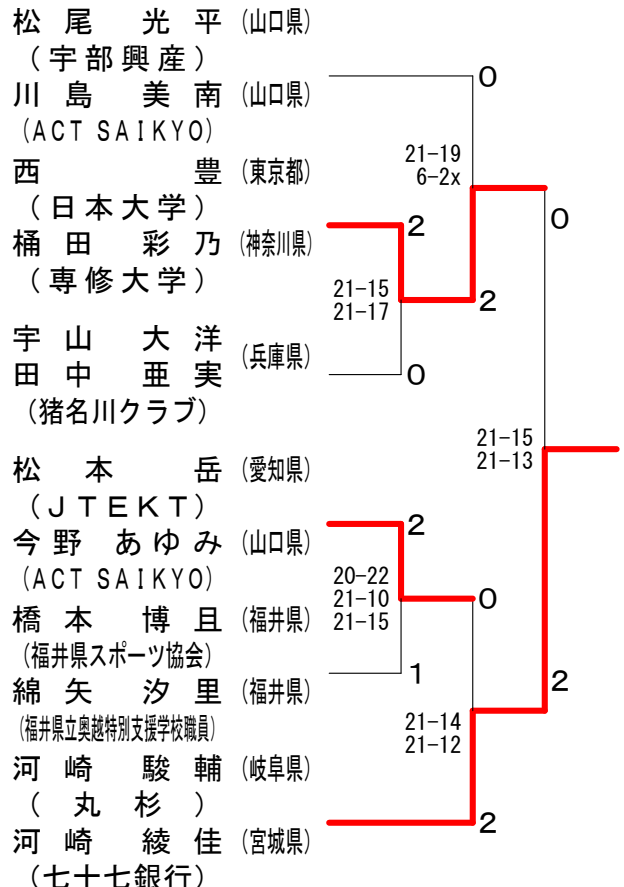 松尾 光平 (山口県)
(宇部興産)
0
川島 美南 (山口県)
(ACT SAIKYO)
21-19
6-2x
西 豊 (東京都)
(日本大学)
2
0
桶田 彩乃 (神奈川県)
(専修大学)
21-15
21-17
2
宇山 大洋
田中 亜実
(兵庫県)
0
(猪名川クラブ)
21-15
21-13
松本 岳 (愛知県)
(JTEKT)
2
今野 あゆみ (山口県)
(ACT SAIKYO)
20-22
21-10
21-15
0
橋本 博且 (福井県)
(福井県スポーツ協会)
1
2
綿矢 汐里 (福井県)
(福井県立奥越特別支援学校職員)
21-14
21-12
河崎 駿輔 (岐阜県)
(丸杉)
2
河崎 綾佳 (宮城県)
(七十七銀行)